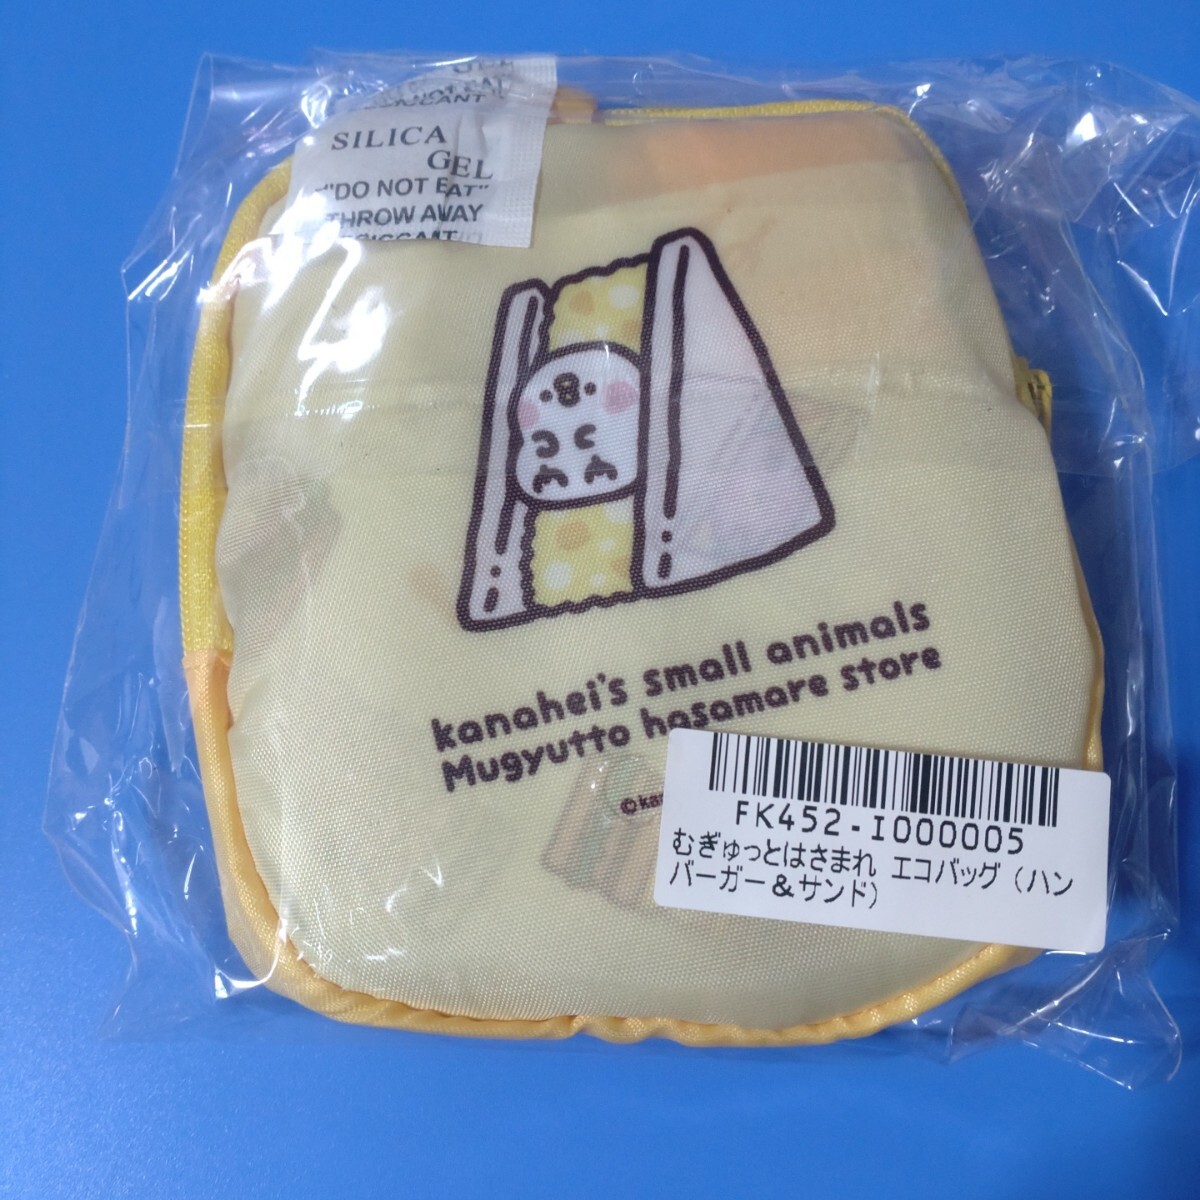 SILICA
GEL
"DO NOT EAT"
THROW AWAY
kanahei's small animals
Mugyutto hasamare store
FK452-I000005
むぎゅっとはさまれ エコバッグ(ハン
バーガー&サンド)